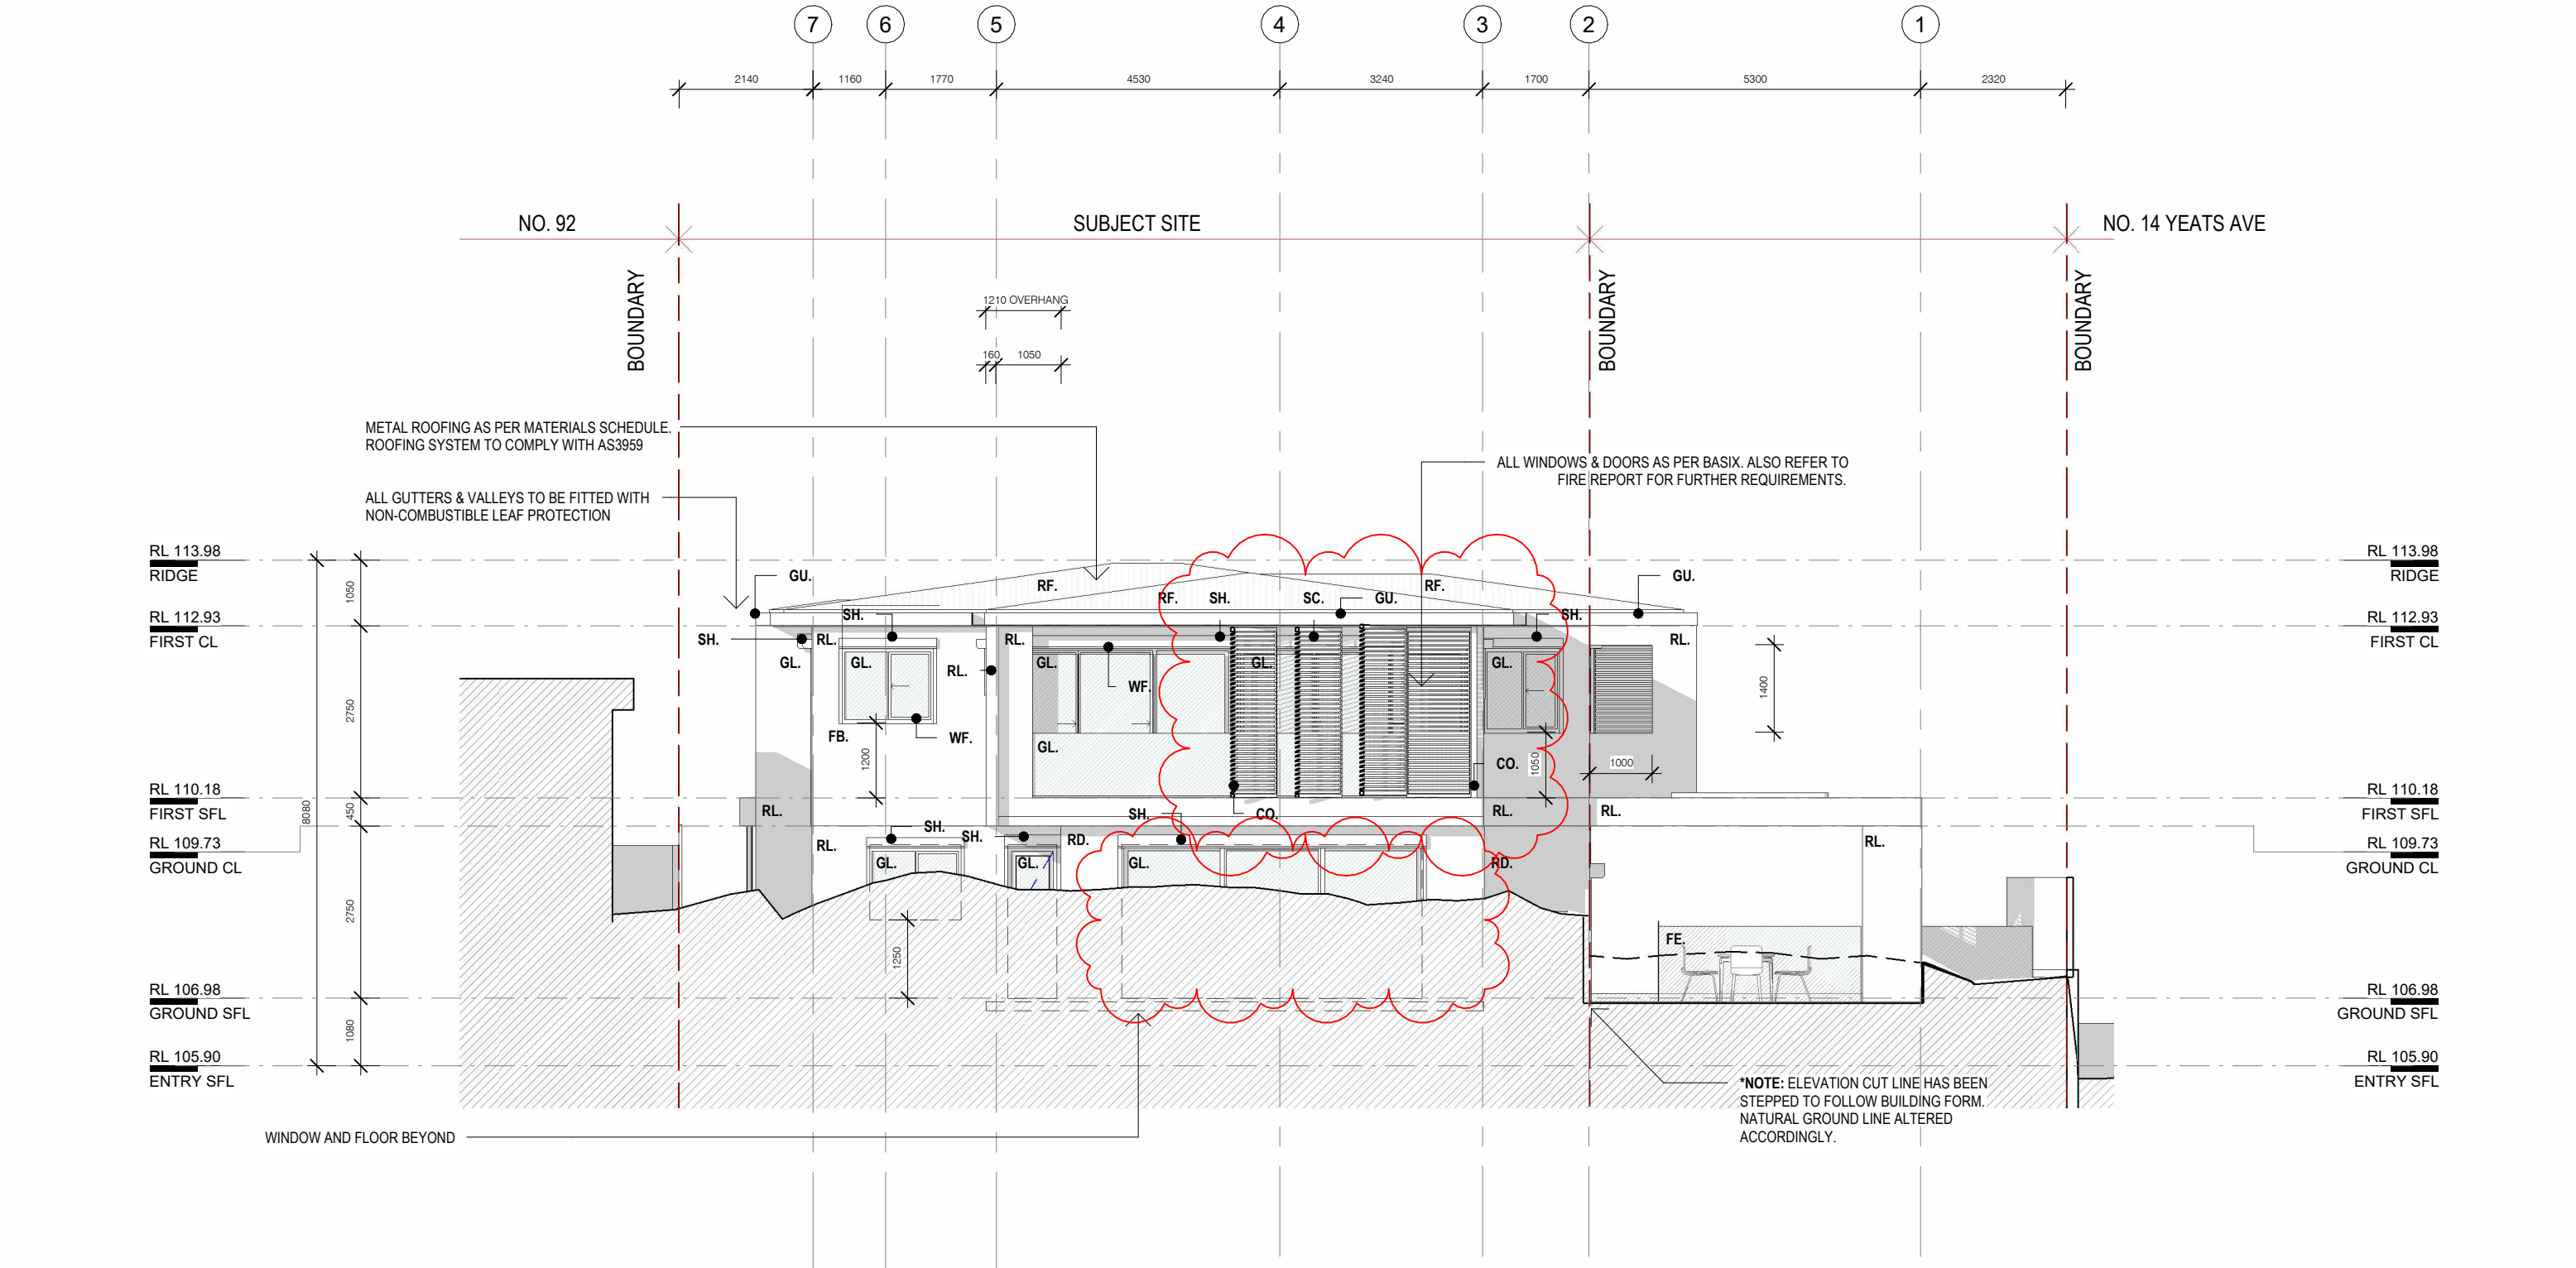 7 6 5 4 3 2 1
2140 1160 1770 4530 3240 1700 5300 2320
NO. 92 SUBJECT SITE NO. 14 YEATS AVE
BOUNDARY BOUNDARY BOUNDARY
1210 OVERHANG
160 1050
METAL ROOFING AS PER MATERIALS SCHEDULE.
ROOFING SYSTEM TO COMPLY WITH AS3959
ALL WINDOWS & DOORS AS PER BASIX. ALSO REFER TO
FIRE REPORT FOR FURTHER REQUIREMENTS.
ALL GUTTERS & VALLEYS TO BE FITTED WITH
NON-COMBUSTIBLE LEAF PROTECTION
RL 113.98 RL 113.98
RIDGE RIDGE
GU. GU.
RF. RF.
1050
RF. SH. SC. GU.
RL 112.93 SH. SH. RL 112.93
FIRST CL FIRST CL
SH. RL. RL. RL.
GL. GL. RL. GL. GL. GL.
WF.
1400
2750
FB. WF. GL.
1200 CO. 1050 1000
RL 110.18 RL 110.18
FIRST SFL FIRST SFL
8080 450
RL. SH. CO. RL. RL.
SH. SH. RD. RL.
RL 109.73 RL. RL 109.73
GROUND CL GROUND CL
GL. GL. GL. RD.
2750
FE.
1250
RL 106.98 RL 106.98
GROUND SFL GROUND SFL
1080
RL 105.90 RL 105.90
ENTRY SFL ENTRY SFL
*NOTE: ELEVATION CUT LINE HAS BEEN
STEPPED TO FOLLOW BUILDING FORM.
NATURAL GROUND LINE ALTERED
ACCORDINGLY.
WINDOW AND FLOOR BEYOND